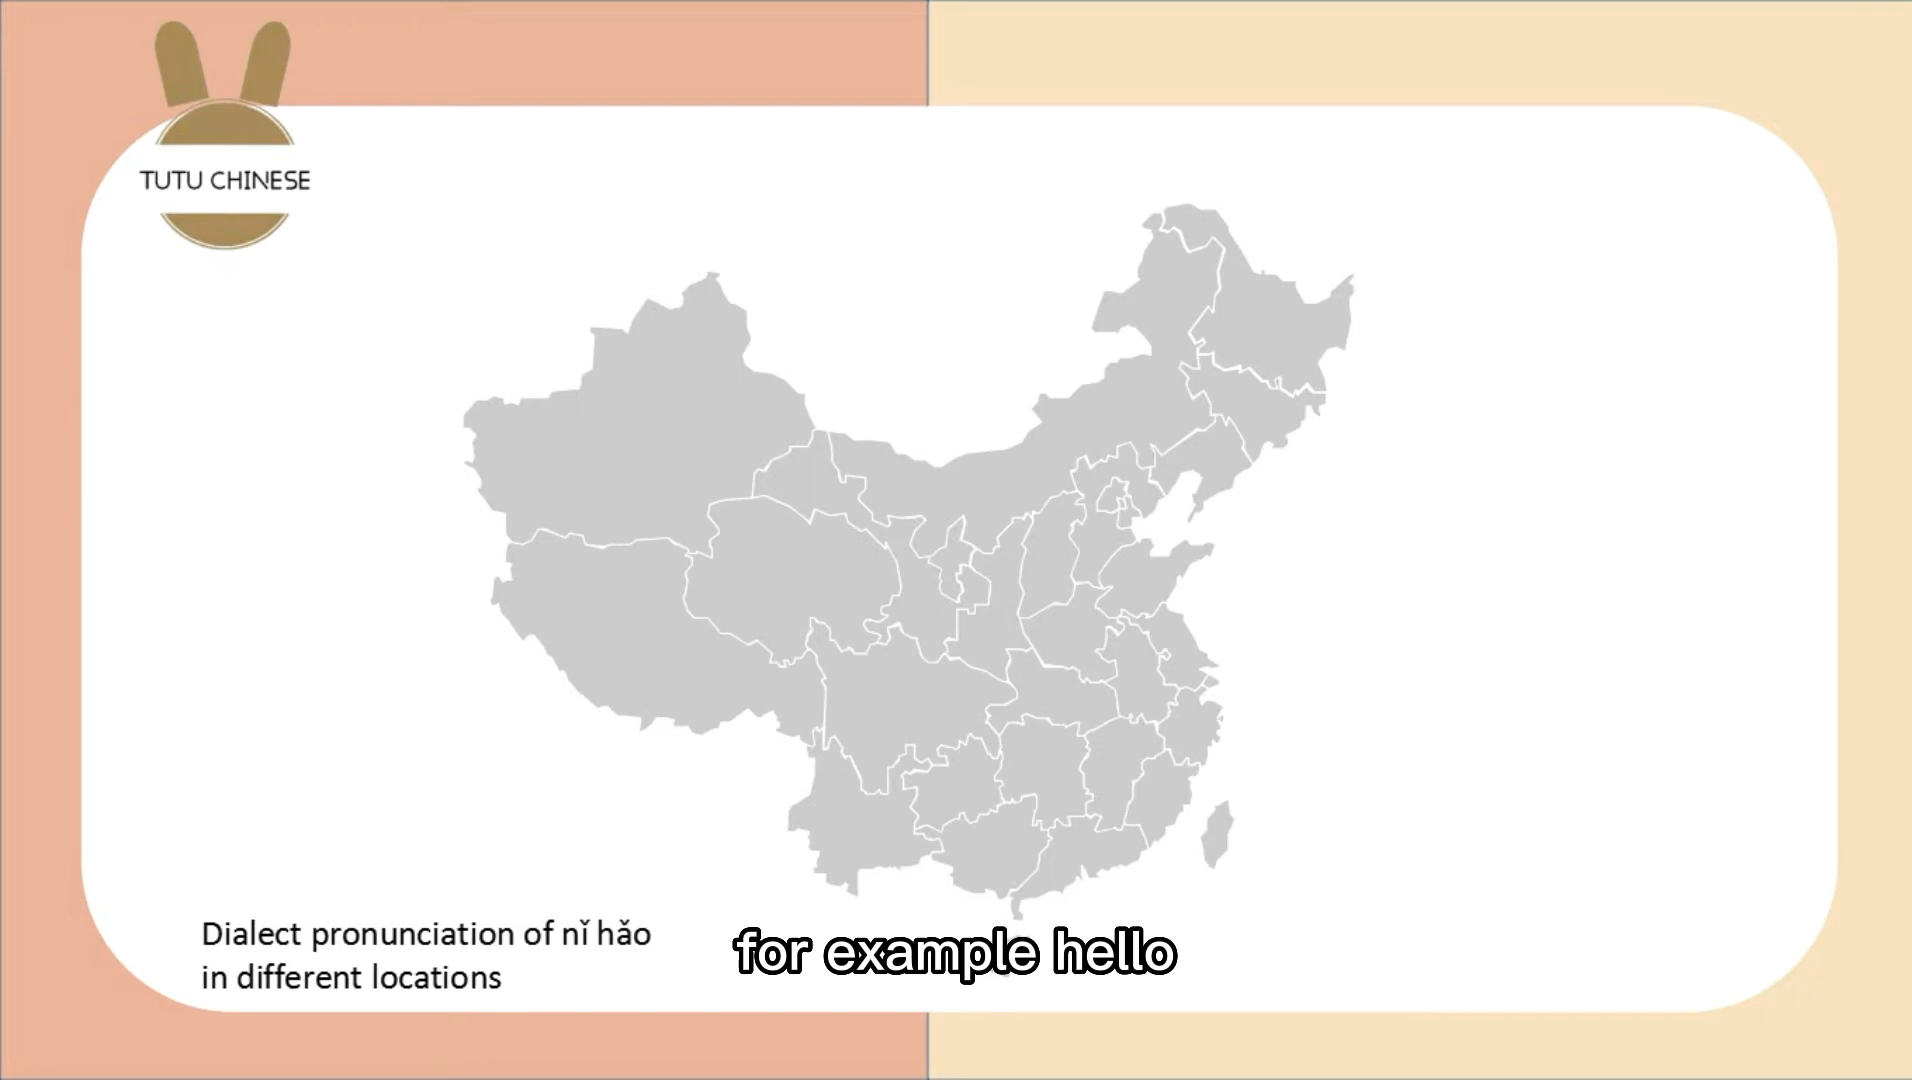 TUTU CHINESE
Dialect pronunciation of nǐ hǎo
in different locations
for example hello